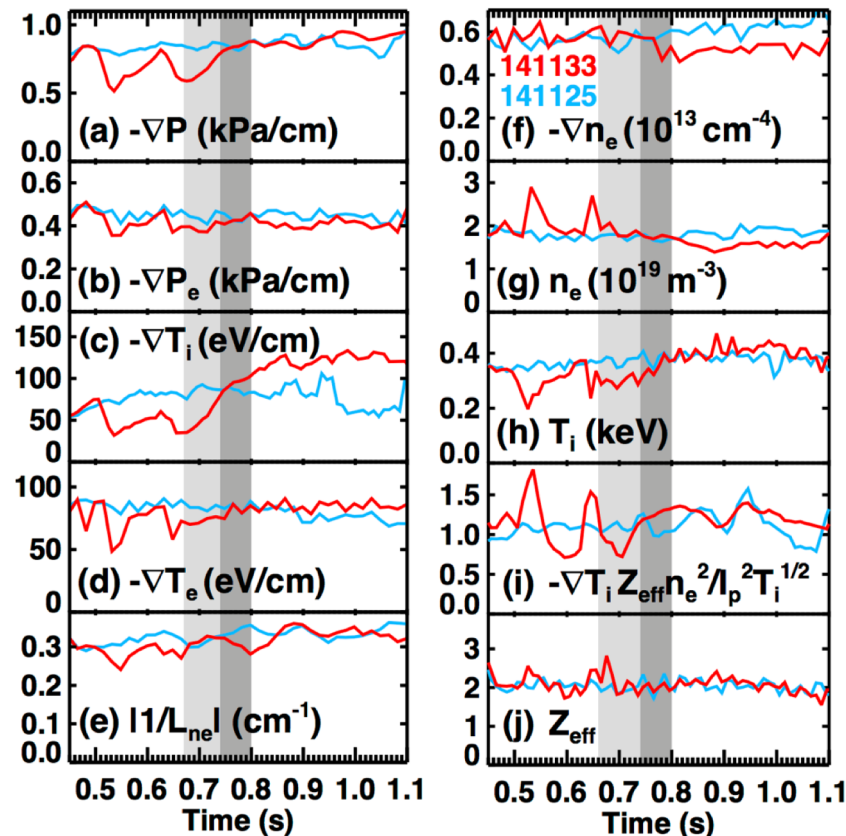 1.0
0.5
0.0
(a) -∇P (kPa/cm)
0.6
0.4
0.2
0.0
(b) -∇Pₑ (kPa/cm)
150
100
50
0
(c) -∇Tᵢ (eV/cm)
100
50
0
(d) -∇Tₑ (eV/cm)
0.3
0.2
0.1
0.0
(e) |1/Lₙₑ| (cm⁻¹)
0.5 0.6 0.7 0.8 0.9 1.0 1.1
Time (s)
0.6
0.4
0.2
0.0
141133
141125
(f) -∇nₑ (10¹³ cm⁻⁴)
3
2
1
0
(g) nₑ (10¹⁹ m⁻³)
0.4
0.2
0.0
(h) Tᵢ (keV)
1.5
1.0
0.5
0.0
(i) -∇Tᵢ Z_eff nₑ²/Iₚ²Tᵢ^1/2
3
2
1
0
(j) Z_eff
0.5 0.6 0.7 0.8 0.9 1.0 1.1
Time (s)